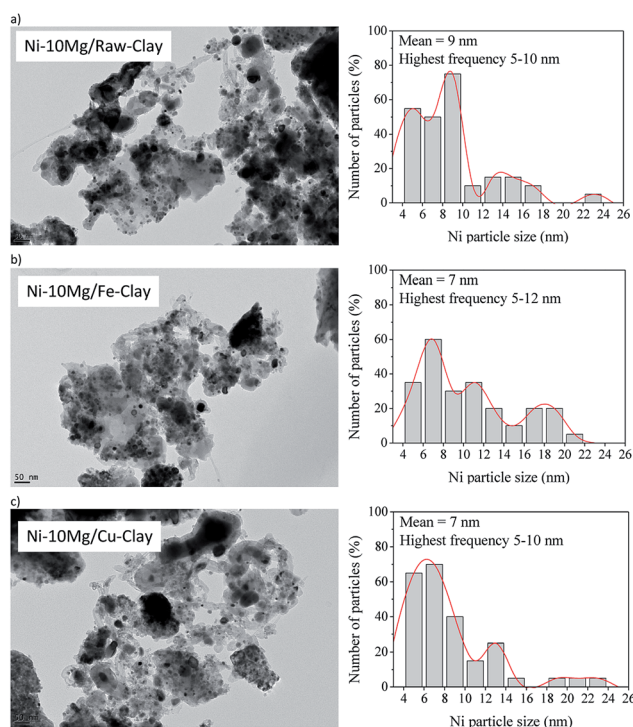 a)
Ni-10Mg/Raw-Clay
Mean = 9 nm
Highest frequency 5-10 nm
Number of particles (%)
100
80
60
40
20
0
4 6 8 10 12 14 16 18 20 22 24
Ni particle size (nm)
b)
Ni-10Mg/Fe-Clay
50 nm
Mean = 7 nm
Highest frequency 5-12 nm
Number of particles (%)
100
80
60
40
20
0
4 6 8 10 12 14 16 18 20 22 24 26
Ni particle size (nm)
c)
Ni-10Mg/Cu-Clay
50 nm
Mean = 7 nm
Highest frequency 5-10 nm
Number of particles (%)
100
80
60
40
20
0
4 6 8 10 12 14 16 18 20 22 24 26
Ni particle size (nm)